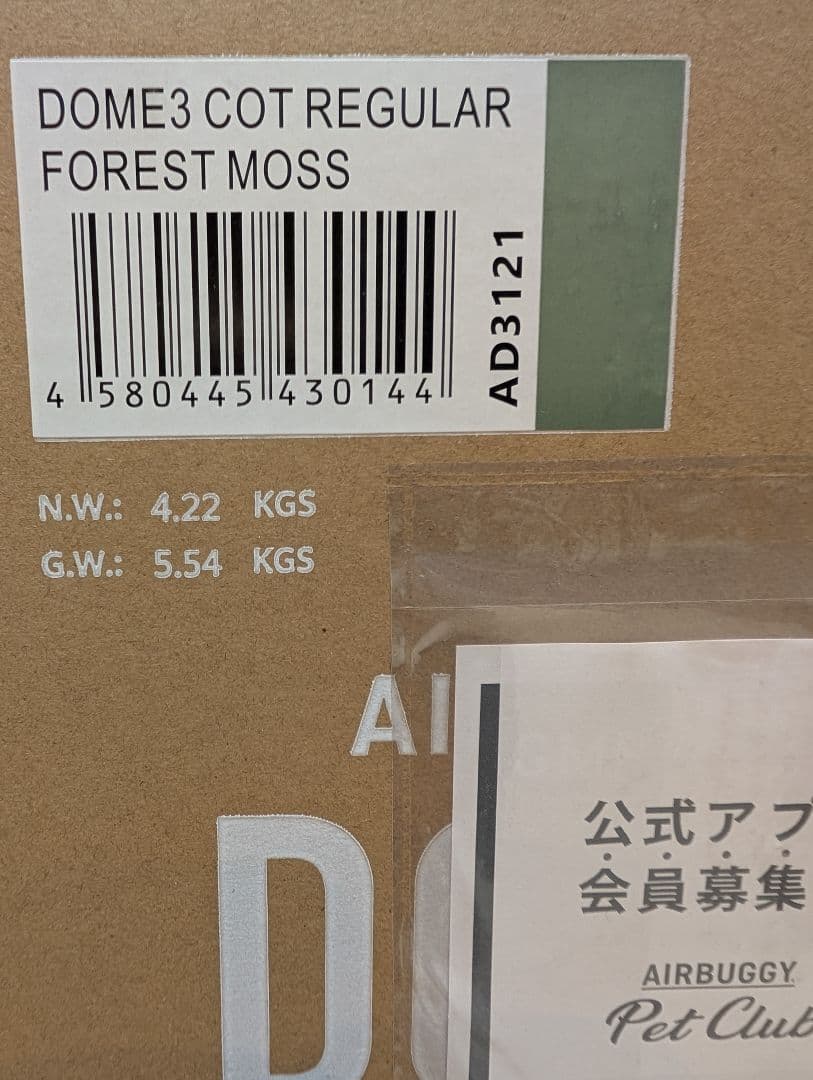 DOME3 COT REGULAR
FOREST MOSS
4 580445 430144
AD3121
N.W.: 4.22 KGS
G.W.: 5.54 KGS
AI
D
公式アプ
会員募集
AIRBUGGY
Pet Club